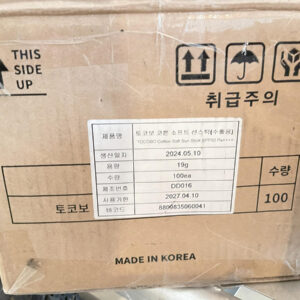 THIS
SIDE
UP
취급주의
제품명 토코보 코튼 소프트 선스틱[수출용]
TOCOBO Cotton Soft Sun Stick SPF50 PA++++
생산일자 2024.05.10
용량 19g
수량 100ea
제조번호 DD016
사용기한 2027.04.10
바코드 8809835060041
토코보
수량
100
MADE IN KOREA